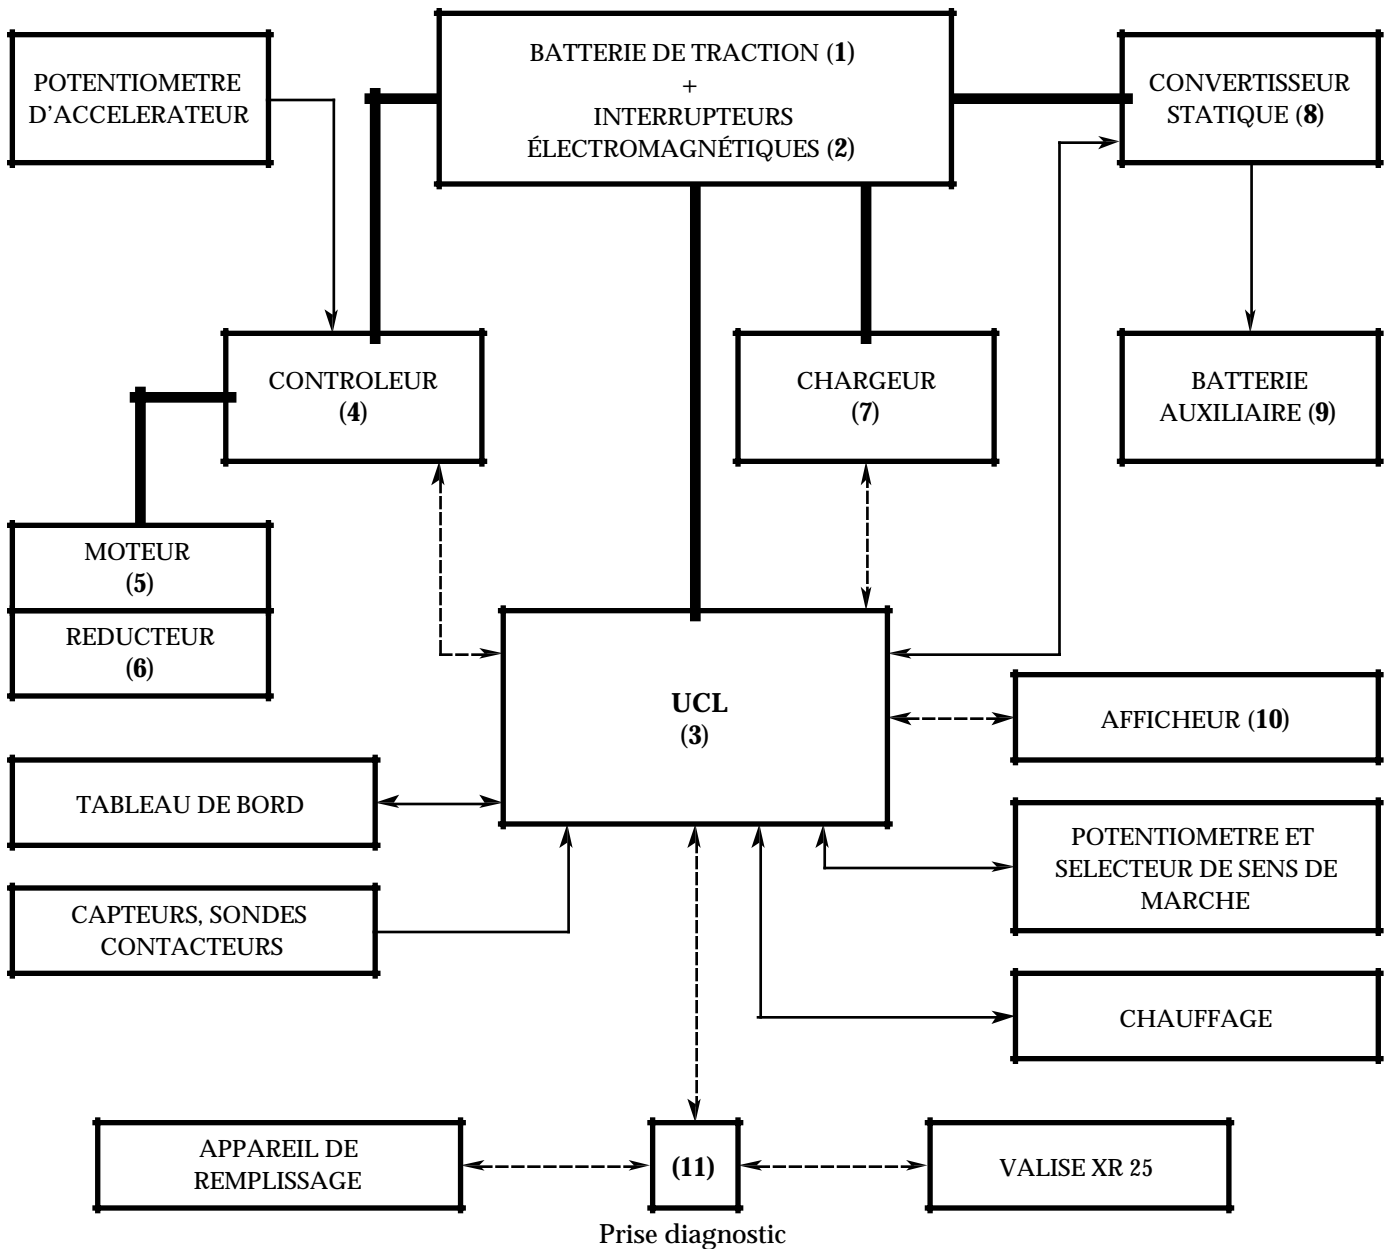 POTENTIOMETRE
D'ACCELERATEUR
BATTERIE DE TRACTION (1)
+
INTERRUPTEURS
ÉLECTROMAGNÉTIQUES (2)
CONVERTISSEUR
STATIQUE (8)
CONTROLEUR
(4)
CHARGEUR
(7)
BATTERIE
AUXILIAIRE (9)
MOTEUR
(5)
REDUCTEUR
(6)
UCL
(3)
AFFICHEUR (10)
TABLEAU DE BORD
POTENTIOMETRE ET
SELECTEUR DE SENS DE
MARCHE
CAPTEURS, SONDES
CONTACTEURS
CHAUFFAGE
APPAREIL DE
REMPLISSAGE
(11)
VALISE XR 25
Prise diagnostic